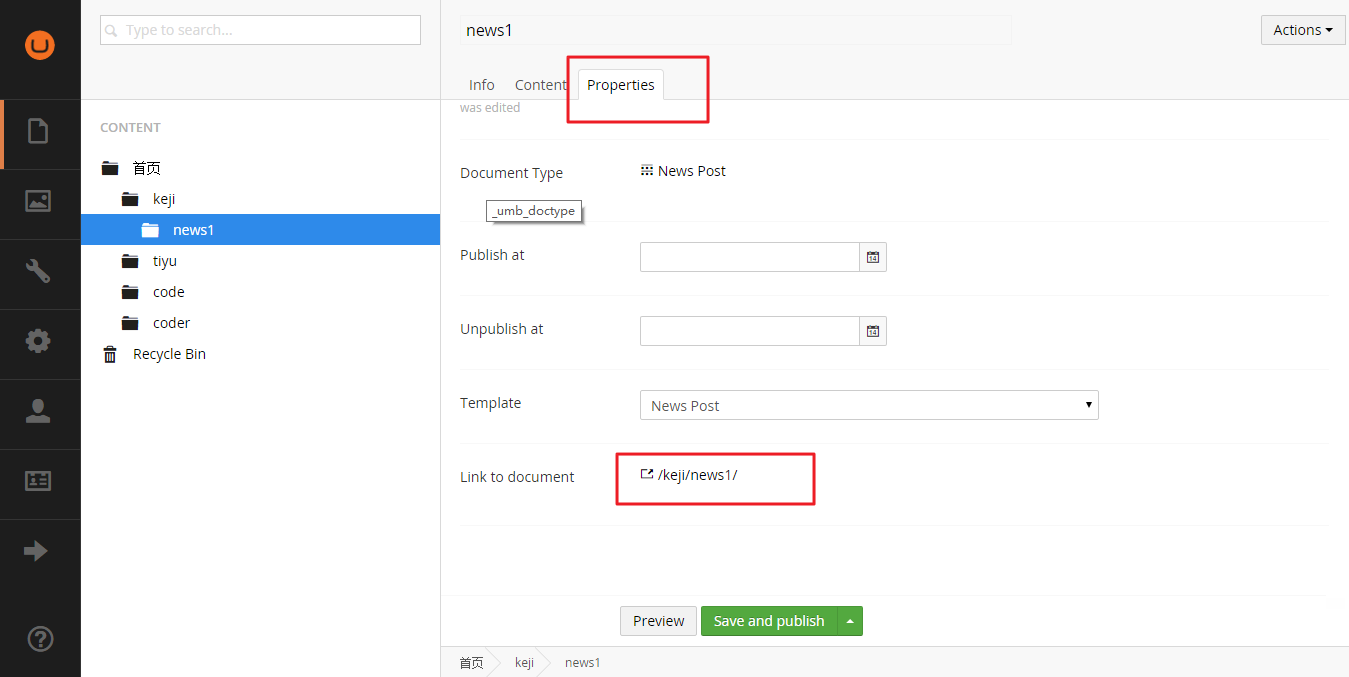 Type to search...
CONTENT
首页
keji
news1
tiyu
code
coder
Recycle Bin
news1
Actions
Info
Content
Properties
was edited
Document Type
News Post
_umb_doctype
Publish at
14
Unpublish at
14
Template
News Post
Link to document
/keji/news1/
Preview
Save and publish
首页
keji
news1